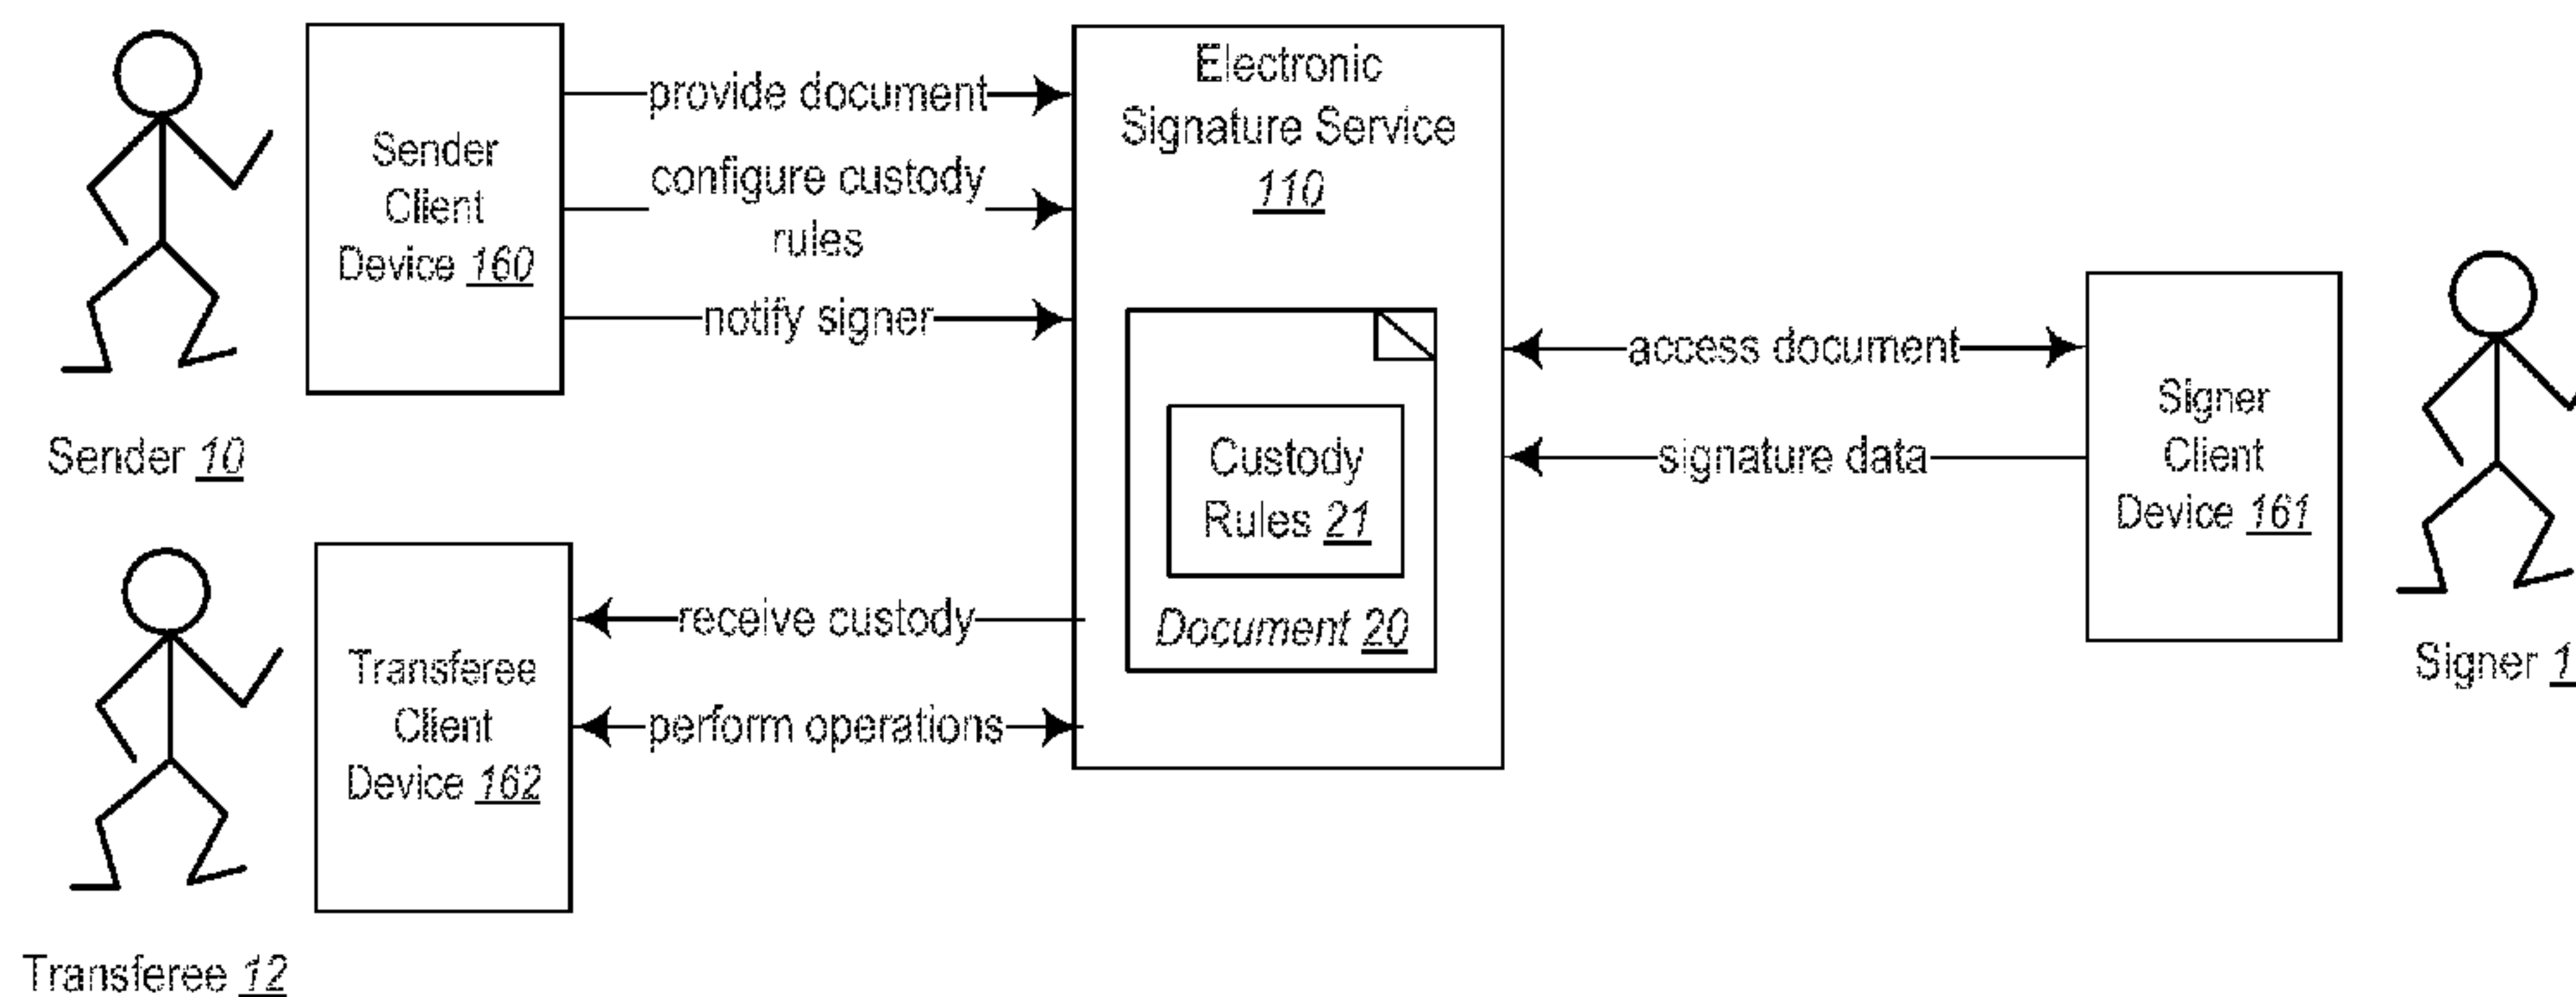 Sender
Client
Device 160
Sender 10
provide document
configure custody
rules
notify signer
Electronic
Signature Service
110
Custody
Rules 21
Document 20
access document
signature data
Signer
Client
Device 161
Signer
Transferee
Client
Device 162
Transferee 12
receive custody
perform operations